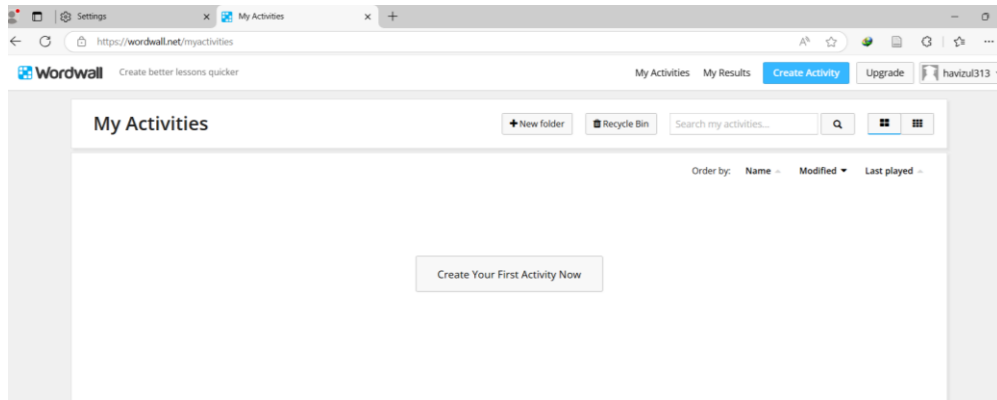 Settings
My Activities
https://wordwall.net/myactivities
Wordwall
Create better lessons quicker
My Activities
My Results
Create Activity
Upgrade
havizul313
My Activities
New folder
Recycle Bin
Search my activities...
Order by:
Name
Modified
Last played
Create Your First Activity Now